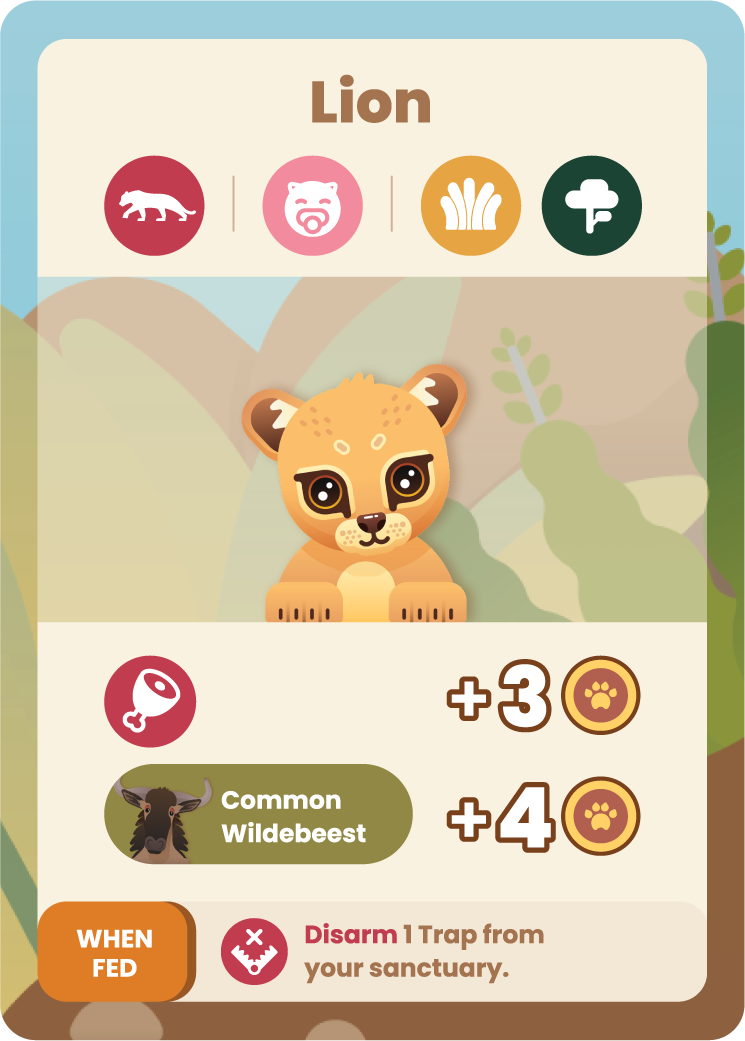 Lion
+3
Common
Wildebeest
+4
WHEN
FED
Disarm 1 Trap from
your sanctuary.